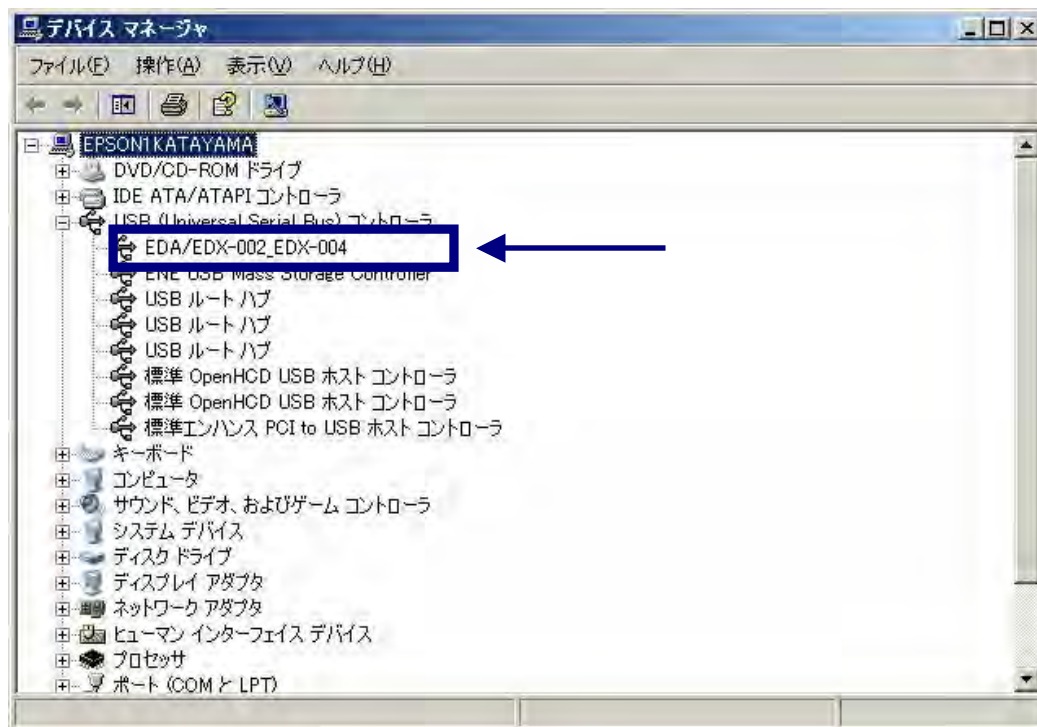 デバイス マネージャ
ファイル(F) 操作(A) 表示(V) ヘルプ(H)
EPSON1KATAYAMA
DVD/CD-ROM ドライブ
IDE ATA/ATAPI コントローラ
USB (Universal Serial Bus) コントローラ
EDA/EDX-002_EDX-004
ENE USB Mass Storage Controller
USB ルート ハブ
USB ルート ハブ
USB ルート ハブ
標準 OpenHCD USB ホスト コントローラ
標準 OpenHCD USB ホスト コントローラ
標準エンハンス PCI to USB ホスト コントローラ
キーボード
コンピュータ
サウンド、ビデオ、およびゲーム コントローラ
システム デバイス
ディスク ドライブ
ディスプレイ アダプタ
ネットワーク アダプタ
ヒューマン インターフェイス デバイス
プロセッサ
ポート (COM と LPT)